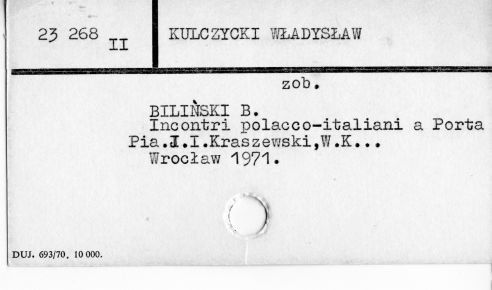 23 268 II
KULCZYCKI WŁADYSŁAW
zob.
BILIŃSKI B.
Incontri polacco-italiani a Porta
Pia.J.I.Kraszewski,W.K...
Wrocław 1971.
DUJ. 693/70. 10 000.